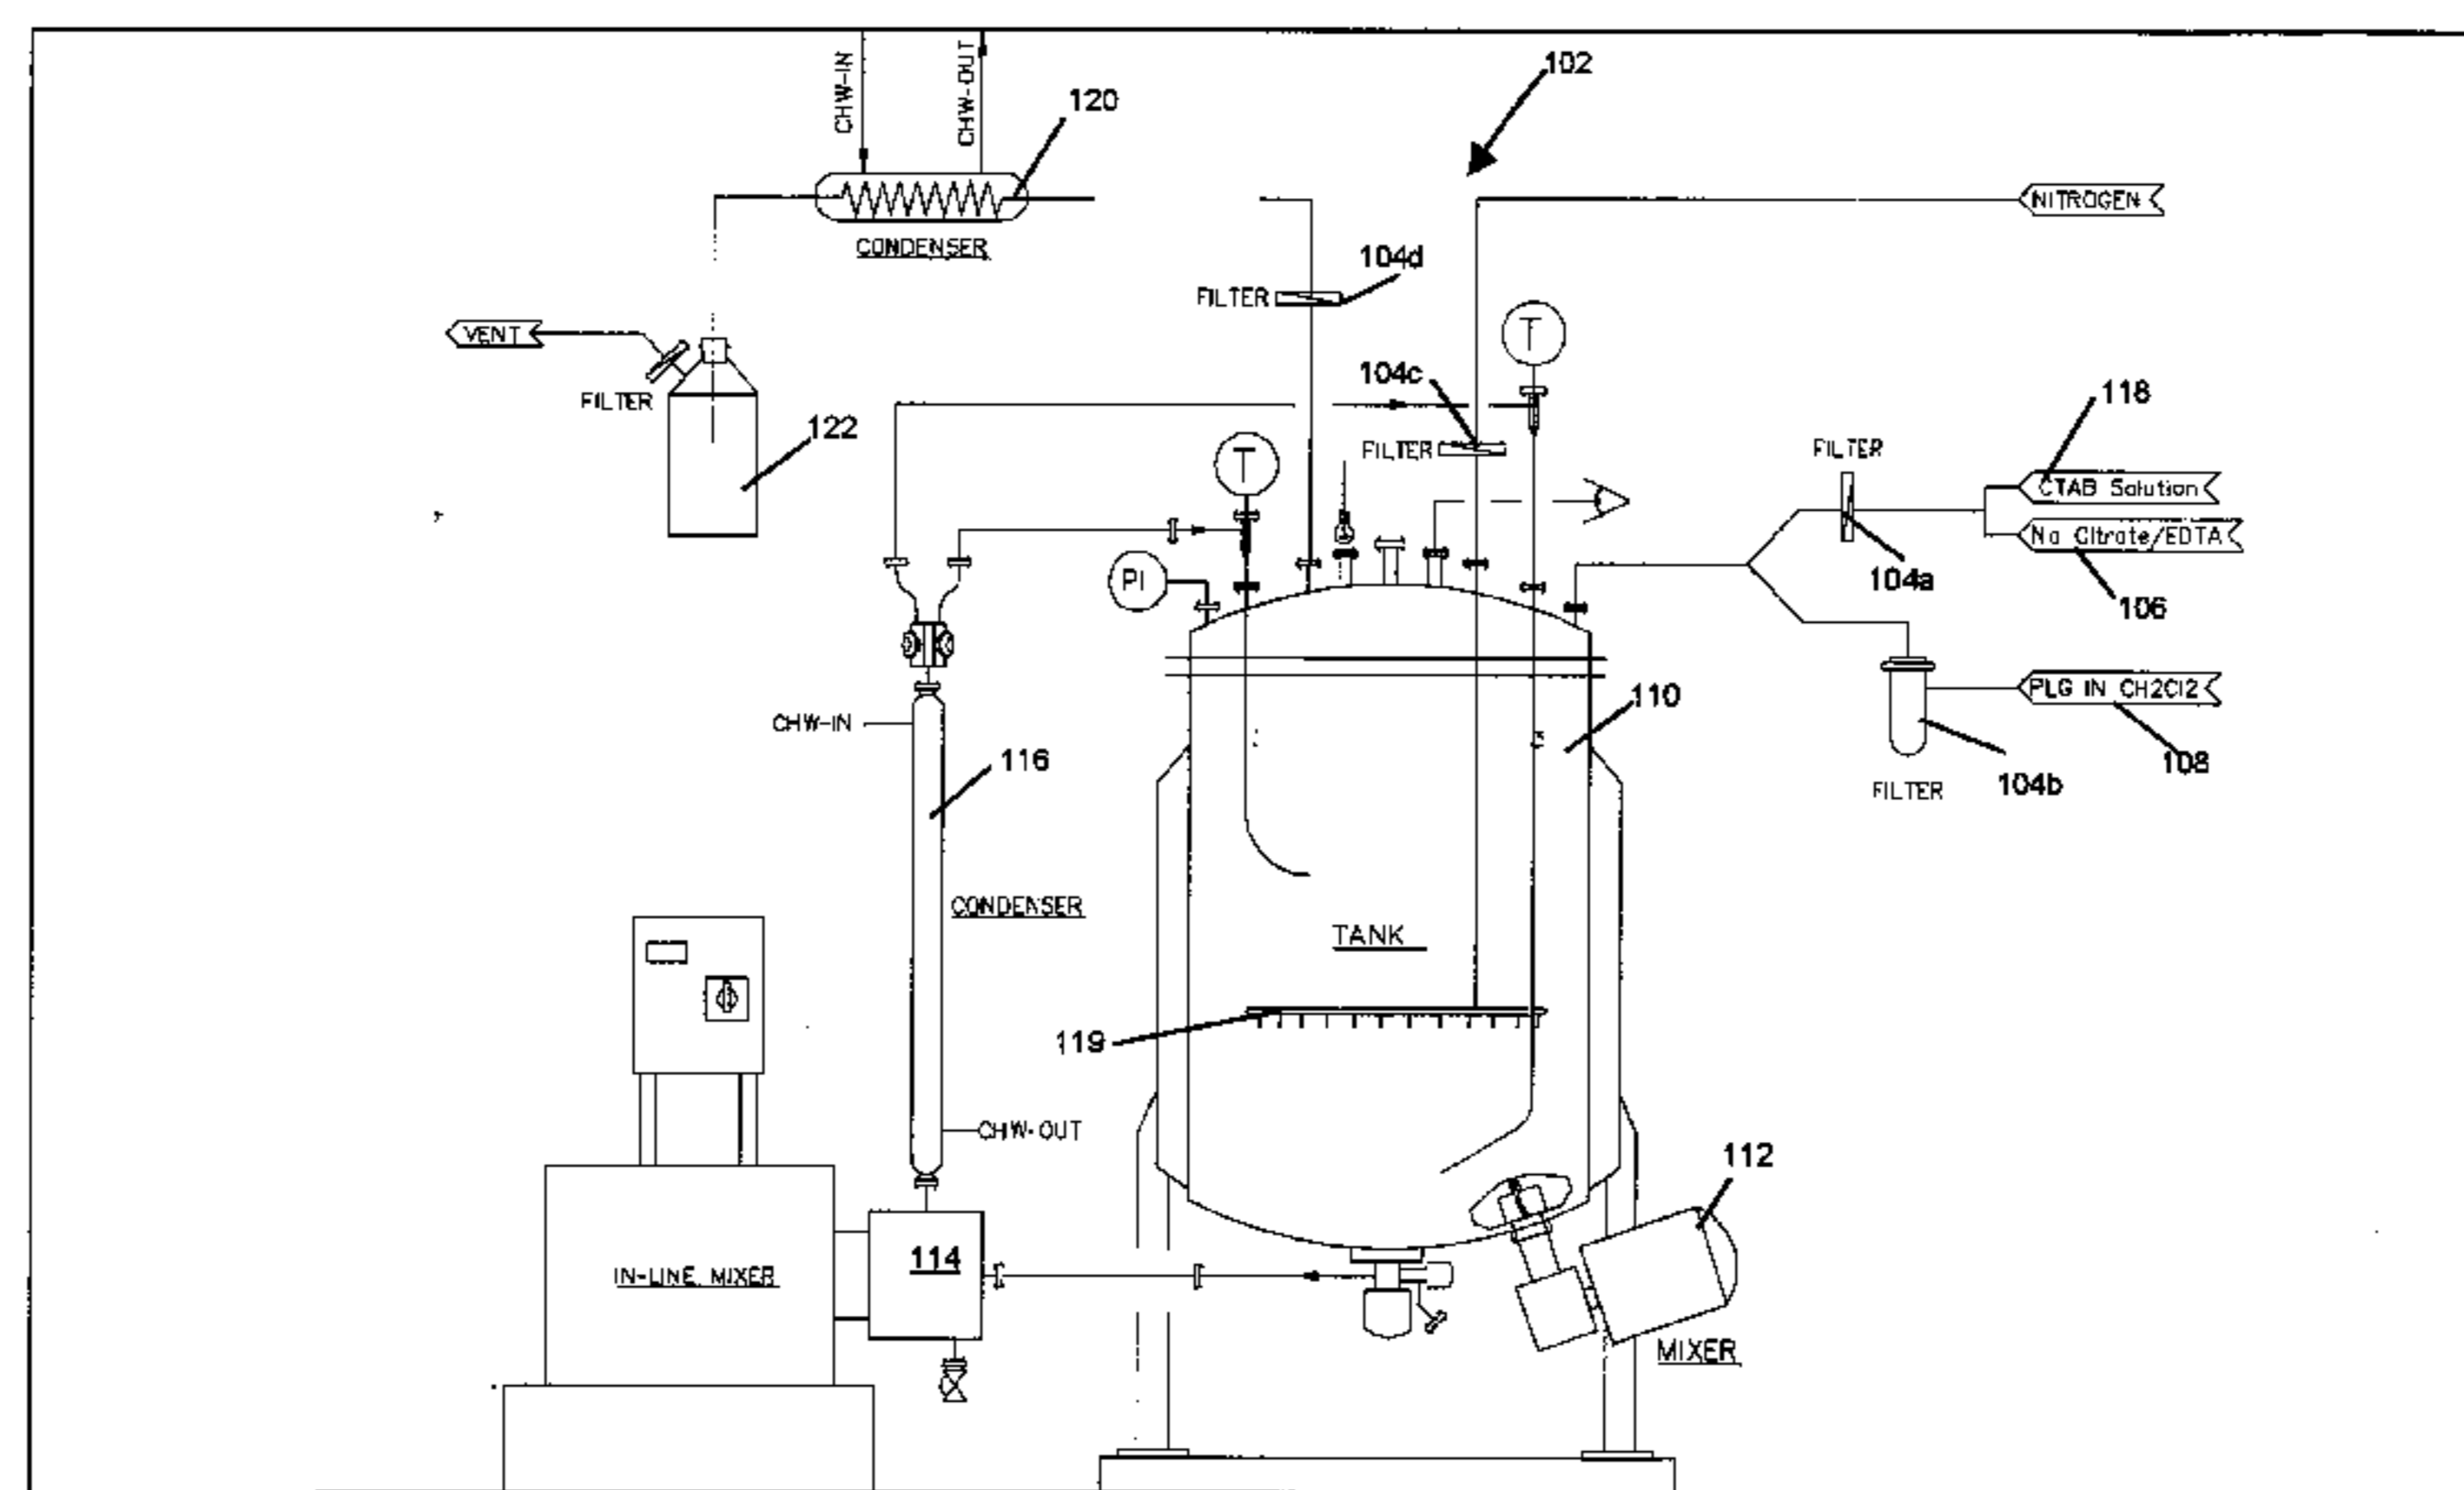 CHW-IN
CHW-OUT
102
120
NITROGEN
CONDENSER
104d
FILTER
VENT
T
104c
118
FILTER
122
FILTER
T
FILTER
CTAB Solution
Na Citrate/EDTA
PI
104a
106
110
PLG IN CH2Cl2
CHW-IN
116
108
104b
FILTER
CONDENSER
TANK
119
CHW-OUT
112
114
IN-LINE MIXER
MIXER